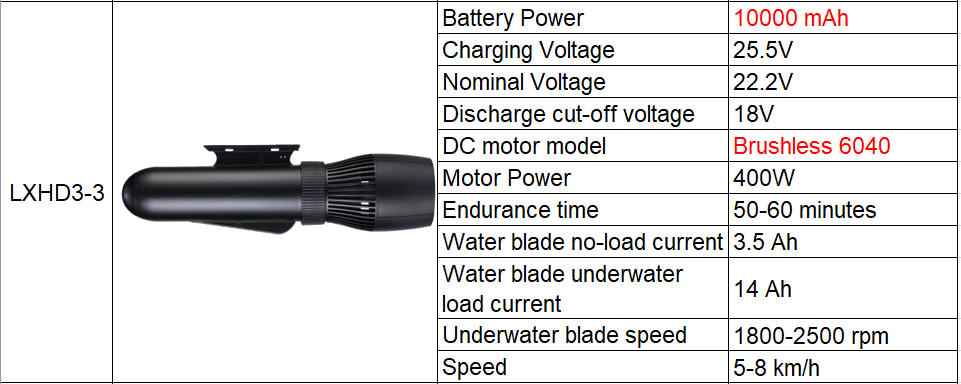 LXHD3-3
Battery Power 10000 mAh
Charging Voltage 25.5V
Nominal Voltage 22.2V
Discharge cut-off voltage 18V
DC motor model Brushless 6040
Motor Power 400W
Endurance time 50-60 minutes
Water blade no-load current 3.5 Ah
Water blade underwater
load current 14 Ah
Underwater blade speed 1800-2500 rpm
Speed 5-8 km/h